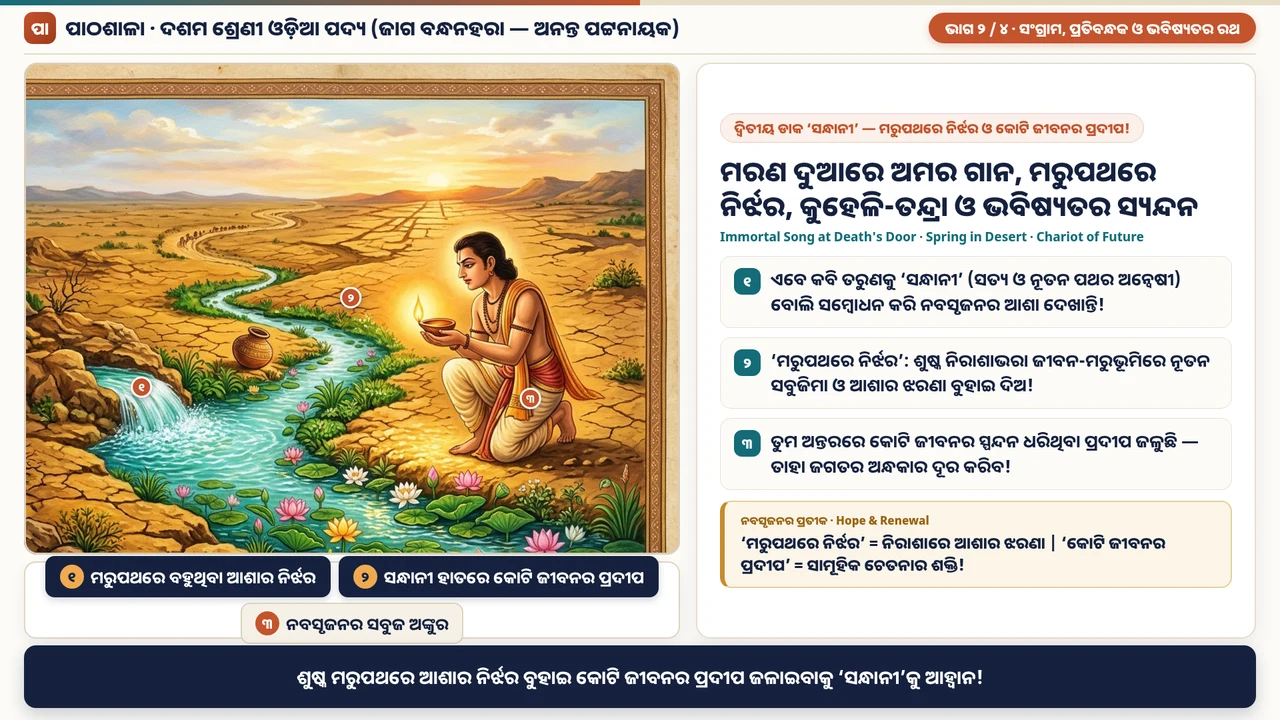 ପା ପାଠଶାଳା · ଦଶମ ଶ୍ରେଣୀ ଓଡ଼ିଆ ପଦ୍ୟ (ଜାଗ ବନ୍ଧନହରା — ଅନନ୍ତ ପଟ୍ଟନାୟକ)
ଭାଗ ୨ / ୪ · ସଂଗ୍ରାମ, ପ୍ରତିବନ୍ଧକ ଓ ଭବିଷ୍ୟତର ରଥ
୧
୨
୩
୧ ମରୁପଥରେ ବହୁଥିବା ଆଶାର ନିର୍ଝର
୨ ସନ୍ଧାନୀ ହାତରେ କୋଟି ଜୀବନର ପ୍ରଦୀପ
୩ ନବସୃଜନର ସବୁଜ ଅଙ୍କୁର
ଦ୍ୱିତୀୟ ଡାକ ‘ସନ୍ଧାନୀ’ — ମରୁପଥରେ ନିର୍ଝର ଓ କୋଟି ଜୀବନର ପ୍ରଦୀପ!
ମରଣ ଦୁଆରେ ଅମର ଗାନ, ମରୁପଥରେ
ନିର୍ଝର, କୁହେଳି-ତନ୍ଦ୍ରା ଓ ଭବିଷ୍ୟତର ସ୍ୟନ୍ଦନ
Immortal Song at Death's Door · Spring in Desert · Chariot of Future
୧ ଏବେ କବି ତରୁଣକୁ ‘ସନ୍ଧାନୀ’ (ସତ୍ୟ ଓ ନୂତନ ପଥର ଅନ୍ୱେଷୀ)
ବୋଲି ସମ୍ବୋଧନ କରି ନବସୃଜନର ଆଶା ଦେଖାନ୍ତି!
୨ ‘ମରୁପଥରେ ନିର୍ଝର’: ଶୁଷ୍କ ନିରାଶାଭରା ଜୀବନ-ମରୁଭୂମିରେ ନୂତନ
ସବୁଜିମା ଓ ଆଶାର ଝରଣା ବୁହାଇ ଦିଅ!
୩ ତୁମ ଅନ୍ତରରେ କୋଟି ଜୀବନର ସ୍ପନ୍ଦନ ଧରିଥିବା ପ୍ରଦୀପ ଜଳୁଛି —
ତାହା ଜଗତର ଅନ୍ଧକାର ଦୂର କରିବ!
ନବସୃଜନର ପ୍ରତୀକ · Hope & Renewal
‘ମରୁପଥରେ ନିର୍ଝର’ = ନିରାଶାରେ ଆଶାର ଝରଣା | ‘କୋଟି ଜୀବନର
ପ୍ରଦୀପ’ = ସାମୂହିକ ଚେତନାର ଶକ୍ତି!
ଶୁଷ୍କ ମରୁପଥରେ ଆଶାର ନିର୍ଝର ବୁହାଇ କୋଟି ଜୀବନର ପ୍ରଦୀପ ଜଳାଇବାକୁ ‘ସନ୍ଧାନୀ’କୁ ଆହ୍ୱାନ!